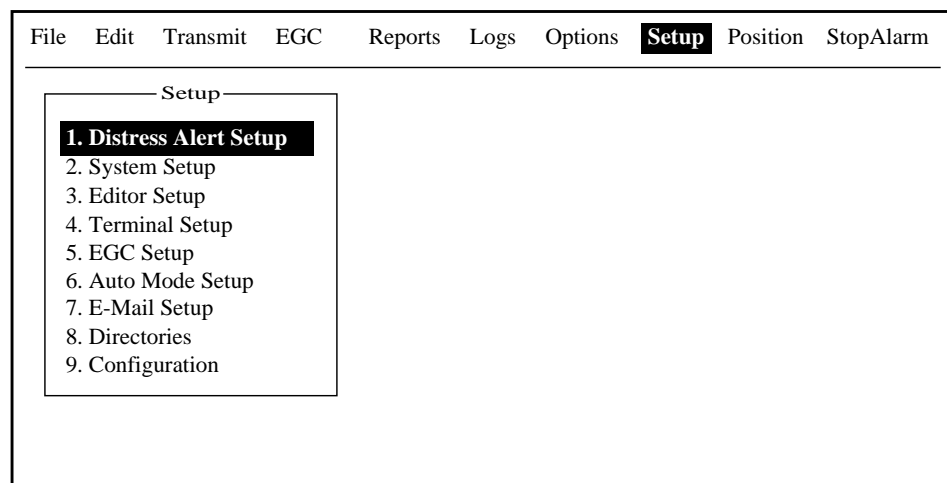 File Edit Transmit EGC Reports Logs Options Setup Position StopAlarm
Setup
1. Distress Alert Setup
2. System Setup
3. Editor Setup
4. Terminal Setup
5. EGC Setup
6. Auto Mode Setup
7. E-Mail Setup
8. Directories
9. Configuration